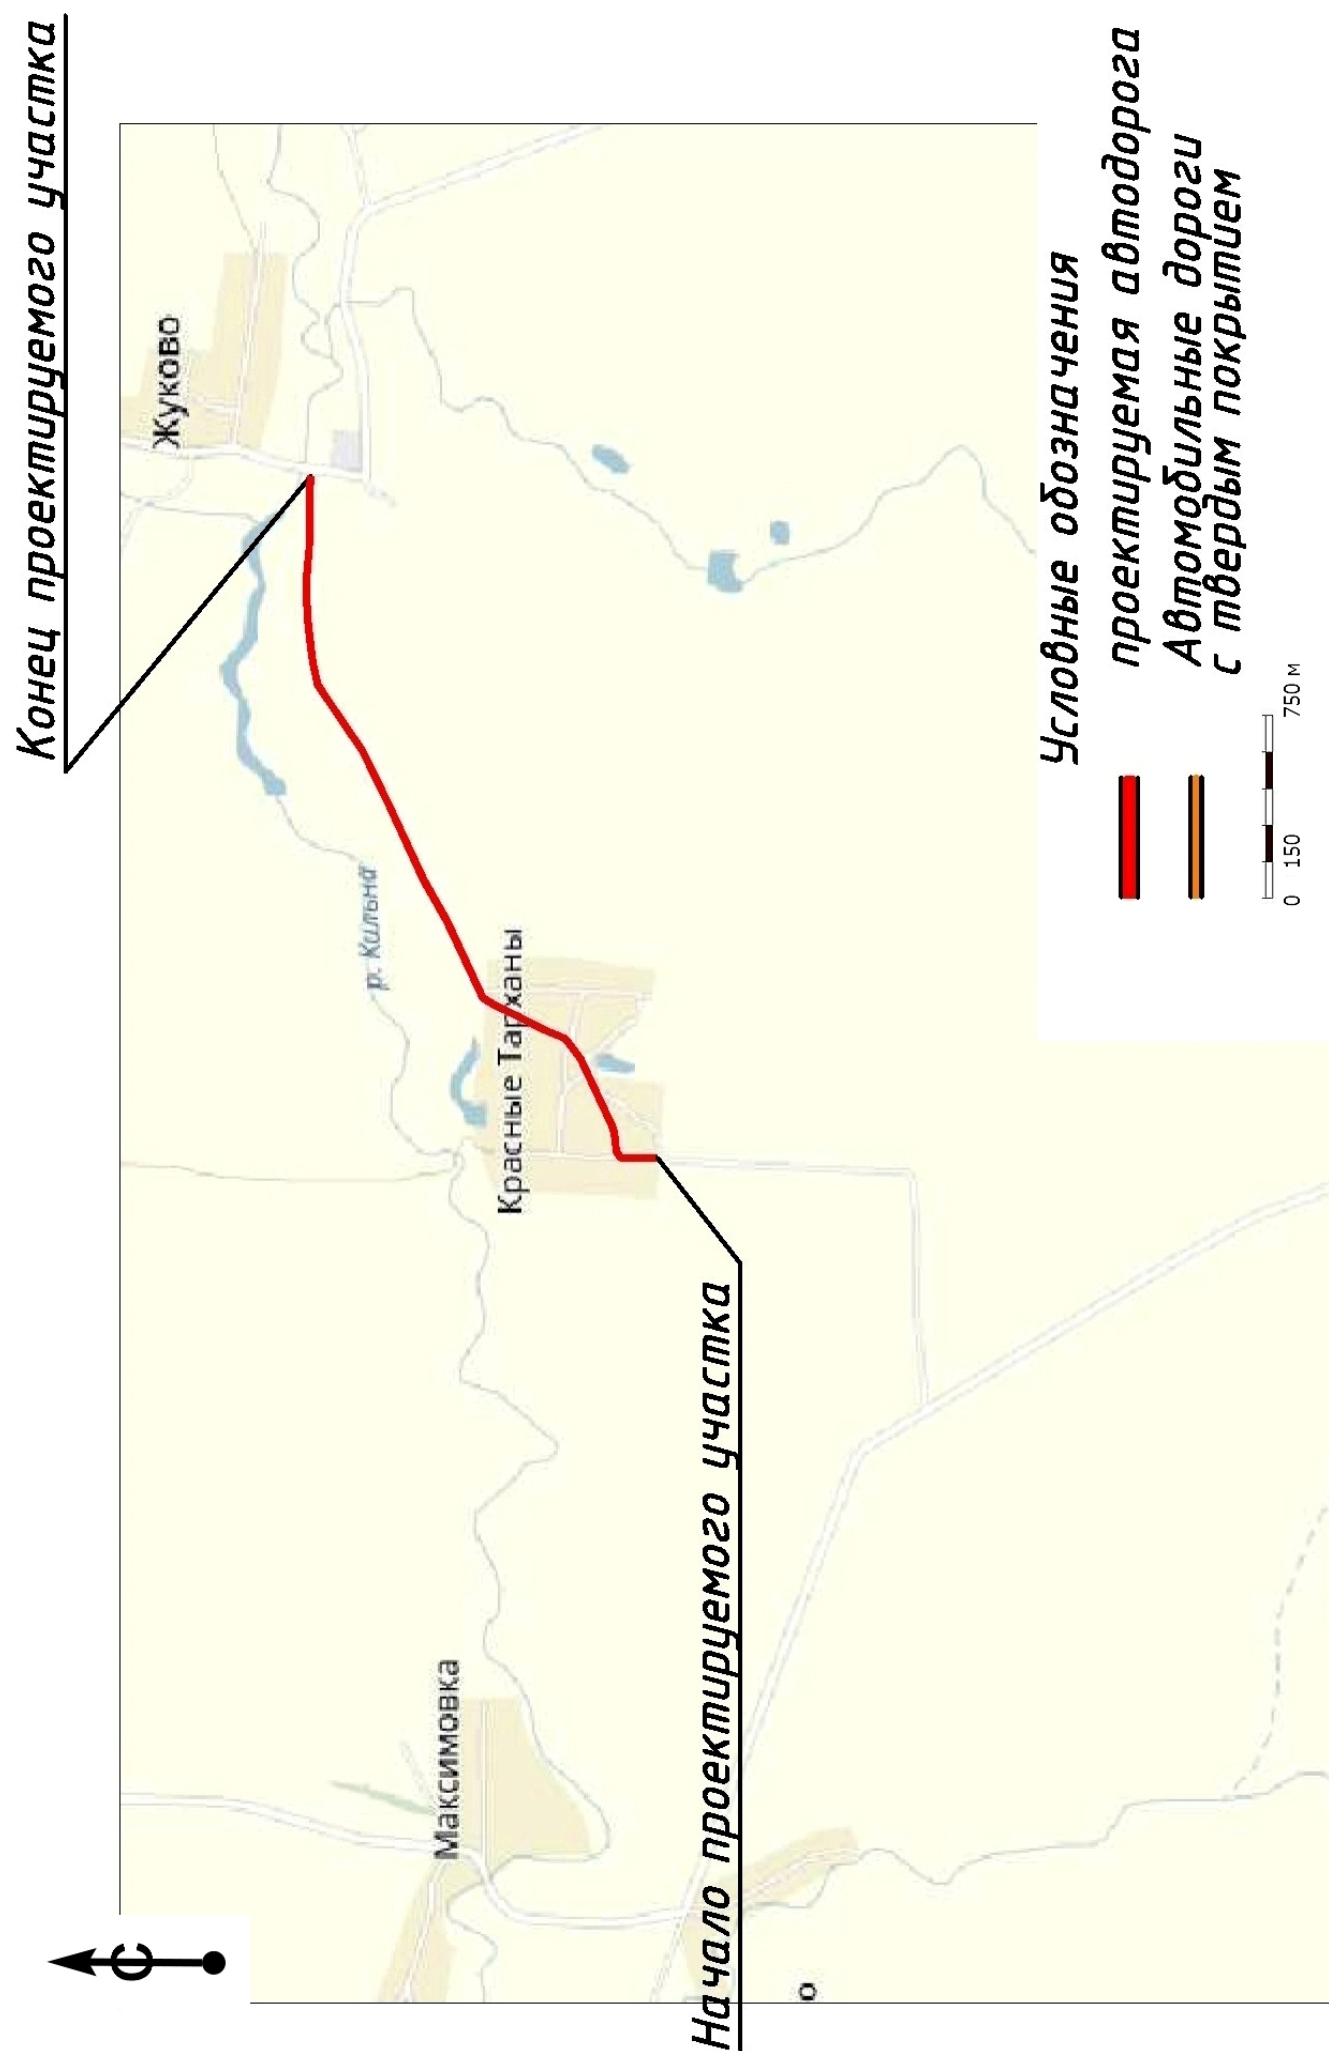 Конец проектируемого участка
Жуково
р. Кильна
Красные Тарханы
Максимовка
С
Начало проектируемого участка
о
Условные обозначения
проектируемая автодорога
Автомобильные дороги
с твердым покрытием
0 150 750 м